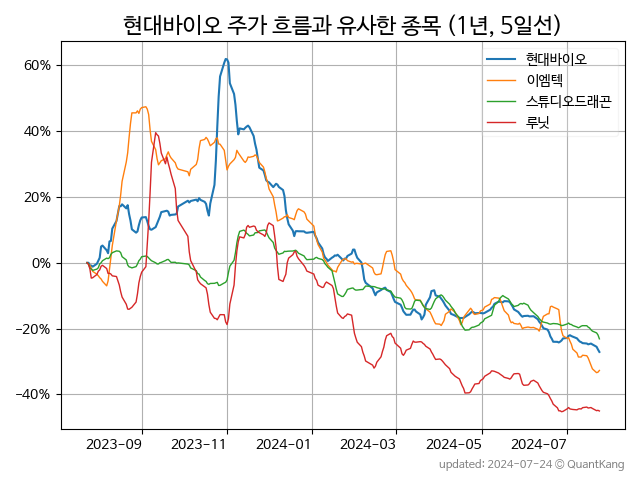 현대바이오 주가 흐름과 유사한 종목 (1년, 5일선)
현대바이오
이엠텍
스튜디오드래곤
루닛
60%
40%
20%
0%
−20%
−40%
2023-09 2023-11 2024-01 2024-03 2024-05 2024-07
updated: 2024-07-24 © QuantKang